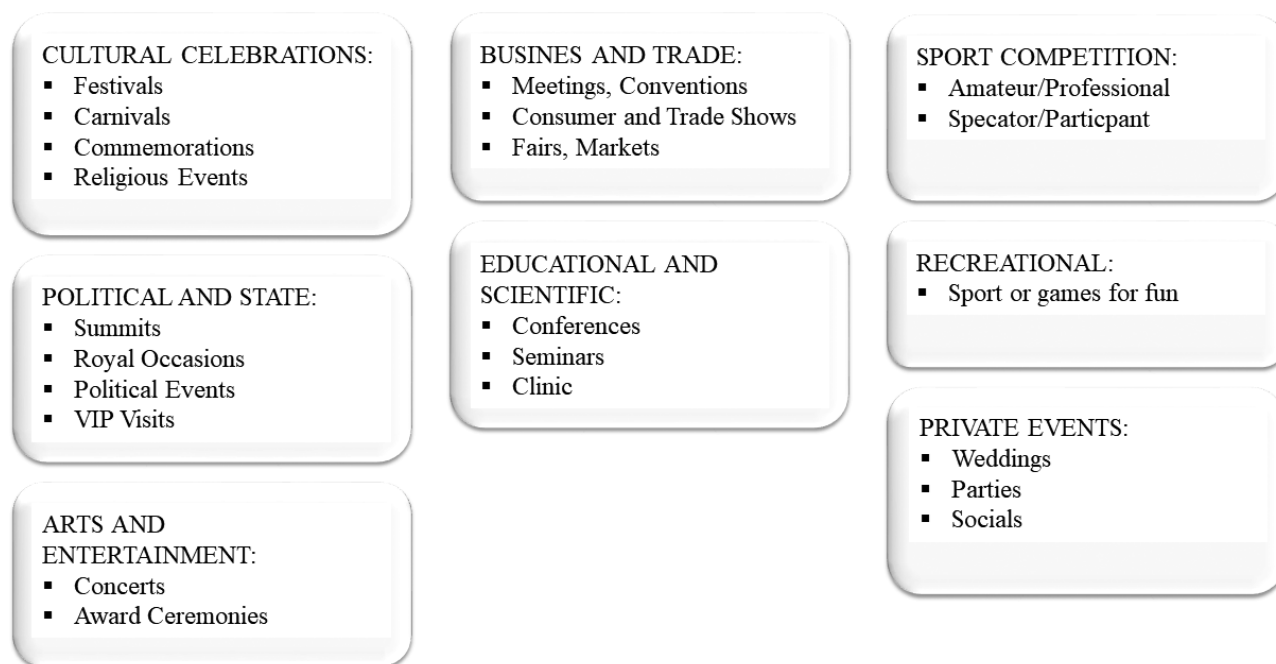 CULTURAL CELEBRATIONS:
▪ Festivals
▪ Carnivals
▪ Commemorations
▪ Religious Events
POLITICAL AND STATE:
▪ Summits
▪ Royal Occasions
▪ Political Events
▪ VIP Visits
ARTS AND
ENTERTAINMENT:
▪ Concerts
▪ Award Ceremonies
BUSINES AND TRADE:
▪ Meetings, Conventions
▪ Consumer and Trade Shows
▪ Fairs, Markets
EDUCATIONAL AND
SCIENTIFIC:
▪ Conferences
▪ Seminars
▪ Clinic
SPORT COMPETITION:
▪ Amateur/Professional
▪ Specator/Particpant
RECREATIONAL:
▪ Sport or games for fun
PRIVATE EVENTS:
▪ Weddings
▪ Parties
▪ Socials